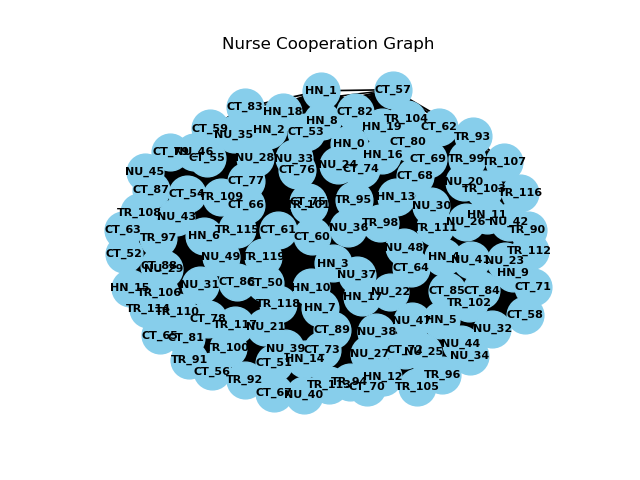 Nurse Cooperation Graph
HN_1
CT_57
CT_83
HN_18
CT_82
HN_8
TR_104
CT_59
NU_35
HN_2
CT_53
HN_19
CT_62
TR_93
HN_0
CT_80
NU_46
CT_55
NU_28
NU_33
NU_24
HN_16
CT_69
TR_99
TR_107
NU_45
CT_76
CT_74
CT_68
CT_77
NU_20
TR_103
TR_116
CT_87
CT_54
TR_109
CT_66
CT_75
TR_101
TR_95
HN_13
NU_30
TR_108
NU_43
HN_11
NU_26
NU_42
CT_63
TR_97
HN_6
TR_115
CT_61
CT_60
NU_36
TR_98
TR_111
TR_90
CT_52
NU_29
NU_49
TR_119
HN_3
NU_48
HN_4
NU_41
NU_23
TR_112
NU_37
CT_64
HN_9
HN_15
TR_106
NU_31
CT_86
CT_50
HN_10
HN_17
NU_22
CT_85
CT_84
CT_71
TR_110
TR_118
HN_7
TR_102
CT_58
CT_78
NU_21
CT_89
NU_38
HN_5
NU_32
CT_65
CT_81
TR_100
NU_39
CT_73
NU_27
NU_25
NU_44
NU_34
TR_91
CT_51
HN_14
CT_56
TR_92
TR_113
TR_94
CT_70
HN_12
TR_105
TR_96
CT_67
NU_40